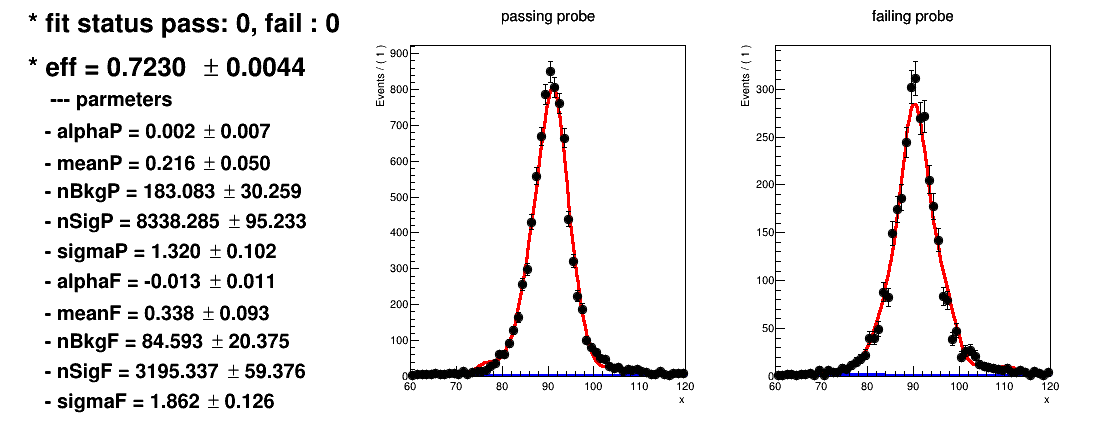 * fit status pass: 0, fail : 0
* eff = 0.7230 ± 0.0044
--- parmeters
- alphaP = 0.002 ± 0.007
- meanP = 0.216 ± 0.050
- nBkgP = 183.083 ± 30.259
- nSigP = 8338.285 ± 95.233
- sigmaP = 1.320 ± 0.102
- alphaF = -0.013 ± 0.011
- meanF = 0.338 ± 0.093
- nBkgF = 84.593 ± 20.375
- nSigF = 3195.337 ± 59.376
- sigmaF = 1.862 ± 0.126
passing probe
Events / ( 1 )
900
800
700
600
500
400
300
200
100
0
60 70 80 90 100 110 120
x
failing probe
Events / ( 1 )
300
250
200
150
100
50
0
60 70 80 90 100 110 120
x